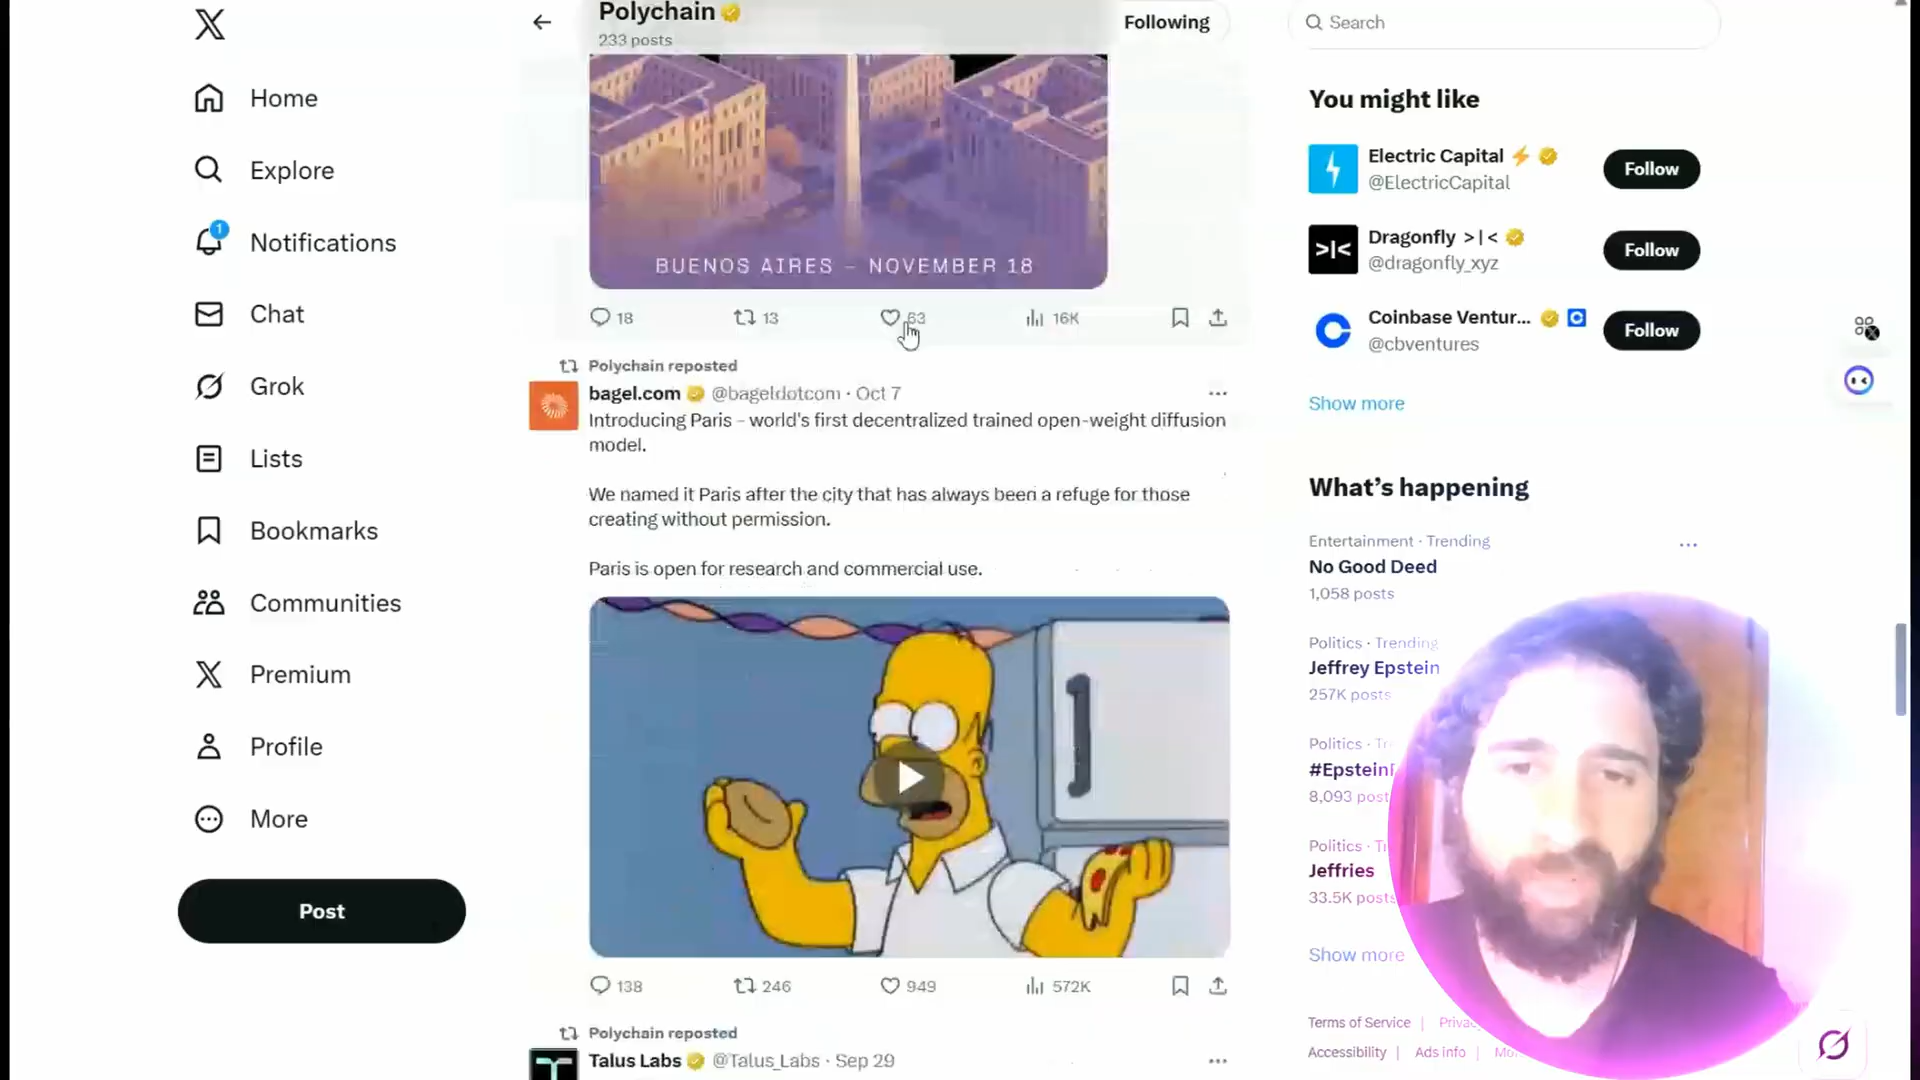 Polychain
233 posts
Following
Search
Home
Explore
1
Notifications
Chat
Grok
Lists
Bookmarks
Communities
Premium
Profile
More
Post
BUENOS AIRES – NOVEMBER 18
18
13
63
16K
Polychain reposted
bagel.com @bageldotcom · Oct 7
Introducing Paris - world's first decentralized trained open-weight diffusion
model.
We named it Paris after the city that has always been a refuge for those
creating without permission.
Paris is open for research and commercial use.
138
246
949
572K
Polychain reposted
Talus Labs @Talus_Labs · Sep 29
You might like
Electric Capital
@ElectricCapital
Follow
Dragonfly >|<
@dragonfly_xyz
Follow
Coinbase Ventur...
@cbventures
Follow
Show more
What's happening
Entertainment · Trending
No Good Deed
1,058 posts
Politics · Trending
Jeffrey Epstein
257K posts
Politics ·
8,093
Politics ·
Jeffries
33.5K posts
Show more
Terms of Service |
Accessibility | Ads info |